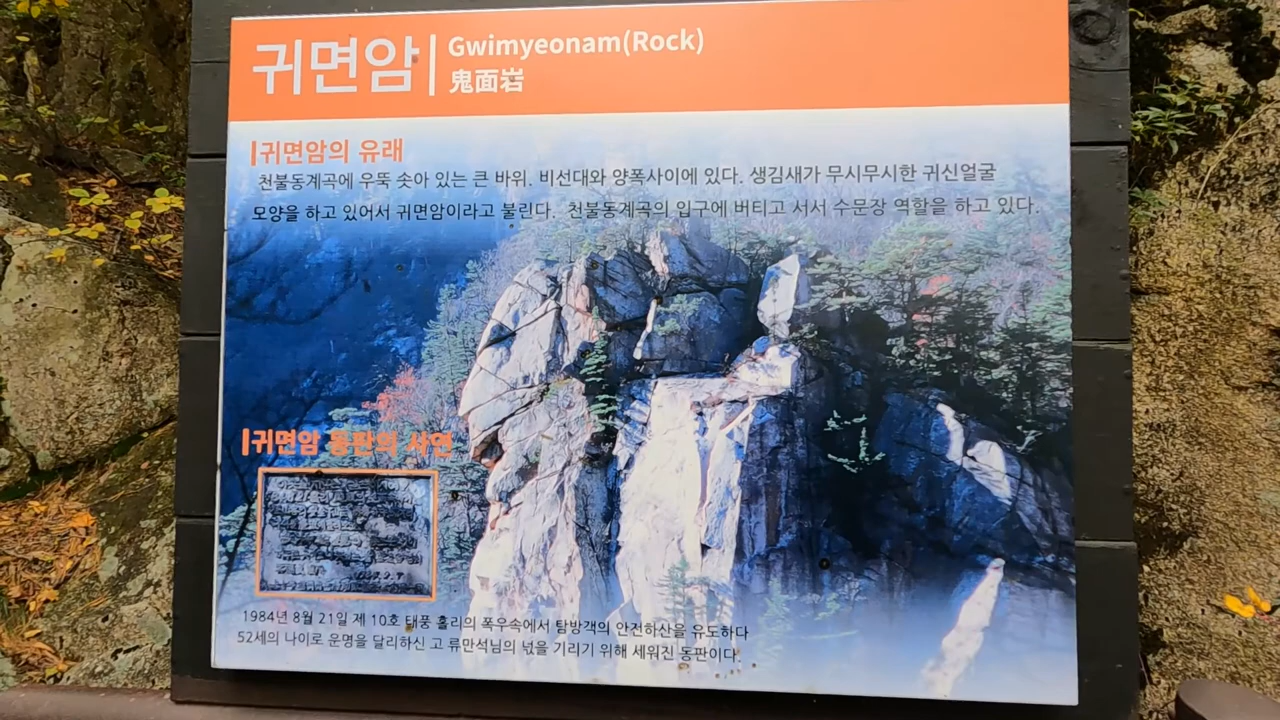 귀면암
Gwimyeonam(Rock)
鬼面岩
귀면암의 유래
천불동계곡에 우뚝 솟아 있는 큰 바위. 비선대와 양폭사이에 있다. 생김새가 무시무시한 귀신얼굴
모양을 하고 있어서 귀면암이라고 불린다. 천불동계곡의 입구에 버티고 서서 수문장 역할을 하고 있다.
귀면암 동판의 사연
1984년 8월 21일 제 10호 태풍 홀리의 폭우속에서 탐방객의 안전하산을 유도하다
52세의 나이로 운명을 달리하신 고 류만석님의 넋을 기리기 위해 세워진 동판이다.